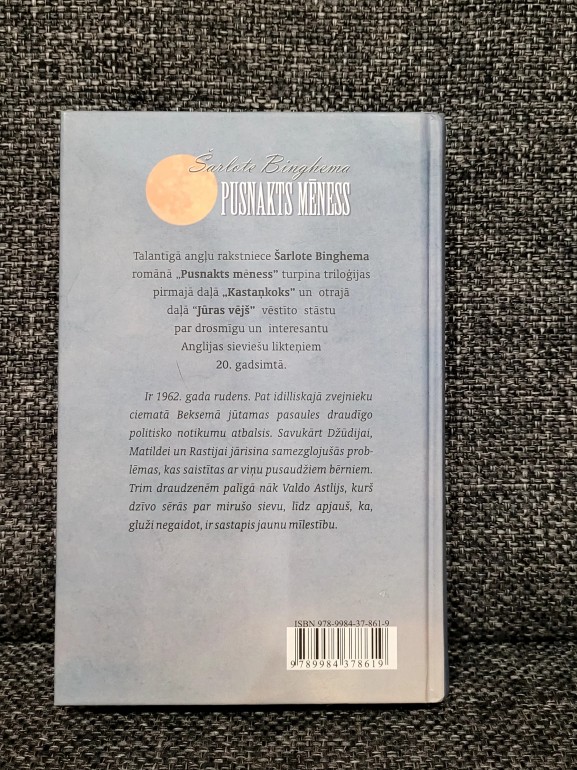 Šarlote Binghema
PUSNAKTS MĒNESS
Talantīgā angļu rakstniece Šarlote Binghema
romānā „Pusnakts mēness” turpina triloģijas
pirmajā daļā „Kastaņkoks” un otrajā
daļā “Jūras vējš” vēstīto stāstu
par drosmīgu un interesantu
Anglijas sieviešu likteņiem
20. gadsimtā.
Ir 1962. gada rudens. Pat idilliskajā zvejnieku
ciematā Beksemā jūtamas pasaules draudīgo
politisko notikumu atbalsis. Savukārt Džūdijai,
Matildei un Rastijai jārisina samezglojušās prob-
lēmas, kas saistītas ar viņu pusaudžiem bērniem.
Trim draudzenēm palīgā nāk Valdo Astlijs, kurš
dzīvo sērās par mirušo sievu, līdz apjauš, ka,
gluži negaidot, ir sastapis jaunu mīlestību.
ISBN 978-9984-37-861-9
9 789984 378619